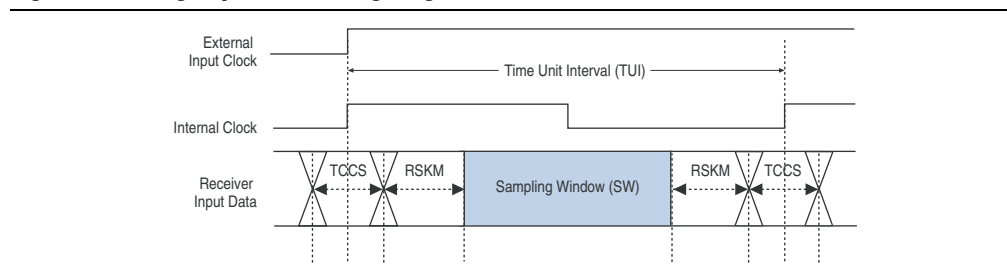 External
Input Clock
Time Unit Interval (TUI)
Internal Clock
Receiver
Input Data
TCCS
RSKM
Sampling Window (SW)
RSKM
TCCS